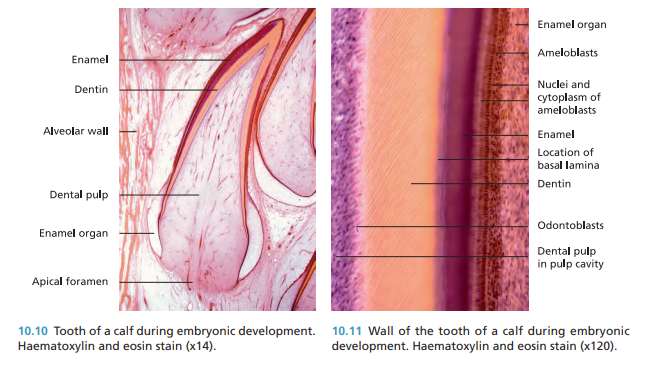 Enamel
Dentin
Alveolar wall
Dental pulp
Enamel organ
Apical foramen
Enamel organ
Ameloblasts
Nuclei and
cytoplasm of
ameloblasts
Enamel
Location of
basal lamina
Dentin
Odontoblasts
Dental pulp
in pulp cavity
10.10 Tooth of a calf during embryonic development.
Haematoxylin and eosin stain (x14).
10.11 Wall of the tooth of a calf during embryonic
development. Haematoxylin and eosin stain (x120).